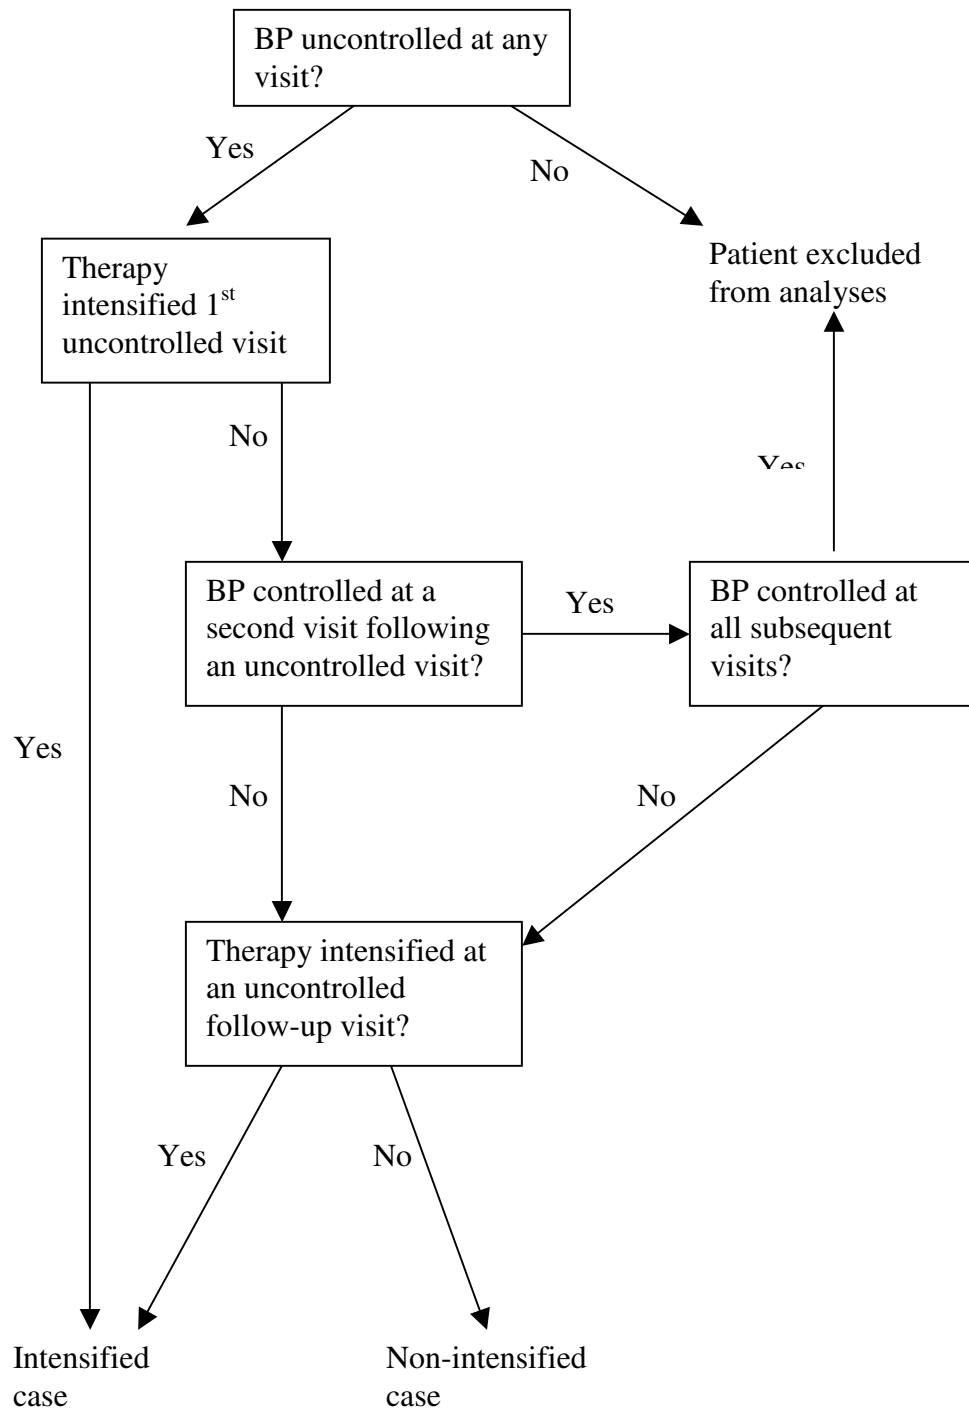 BP uncontrolled at any
visit?
Yes
No
Therapy
intensified 1st
uncontrolled visit
Patient excluded
from analyses
No
Yes
BP controlled at a
second visit following
an uncontrolled visit?
Yes
BP controlled at
all subsequent
visits?
Yes
No
No
Therapy intensified at
an uncontrolled
follow-up visit?
Yes
No
Intensified
case
Non-intensified
case